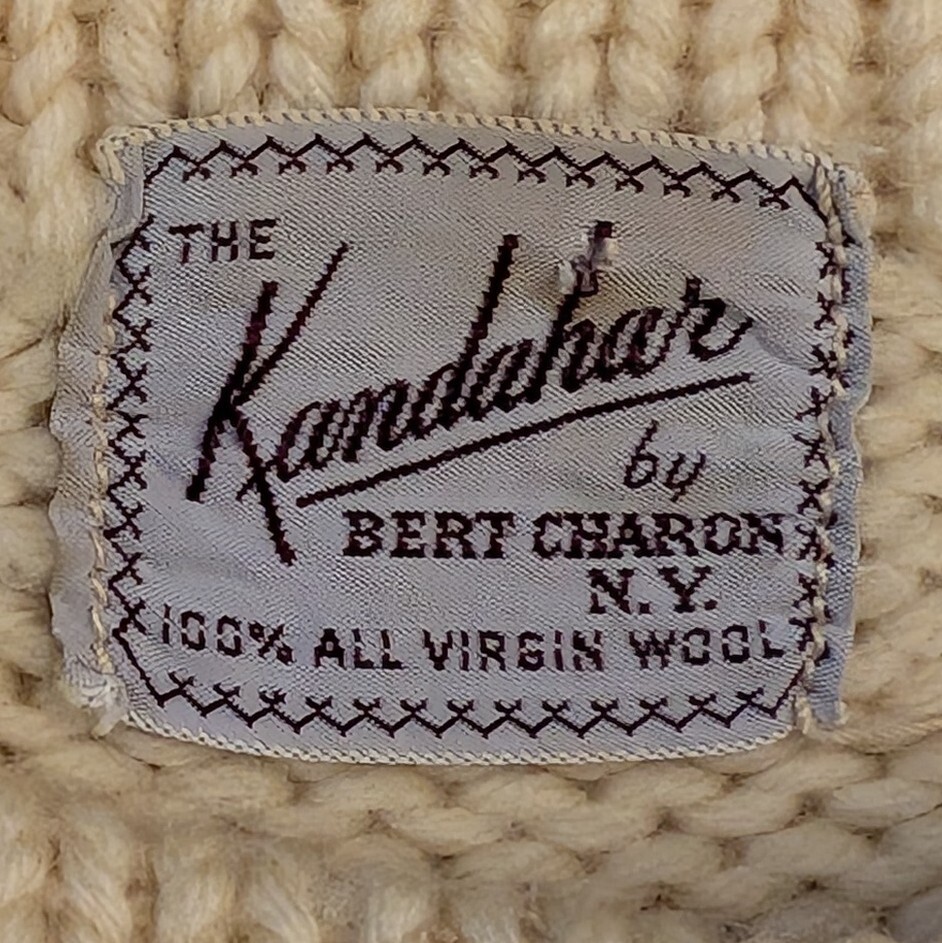 THE
Kandahar
by
BERT CHARON
N.Y.
100% ALL VIRGIN WOOL